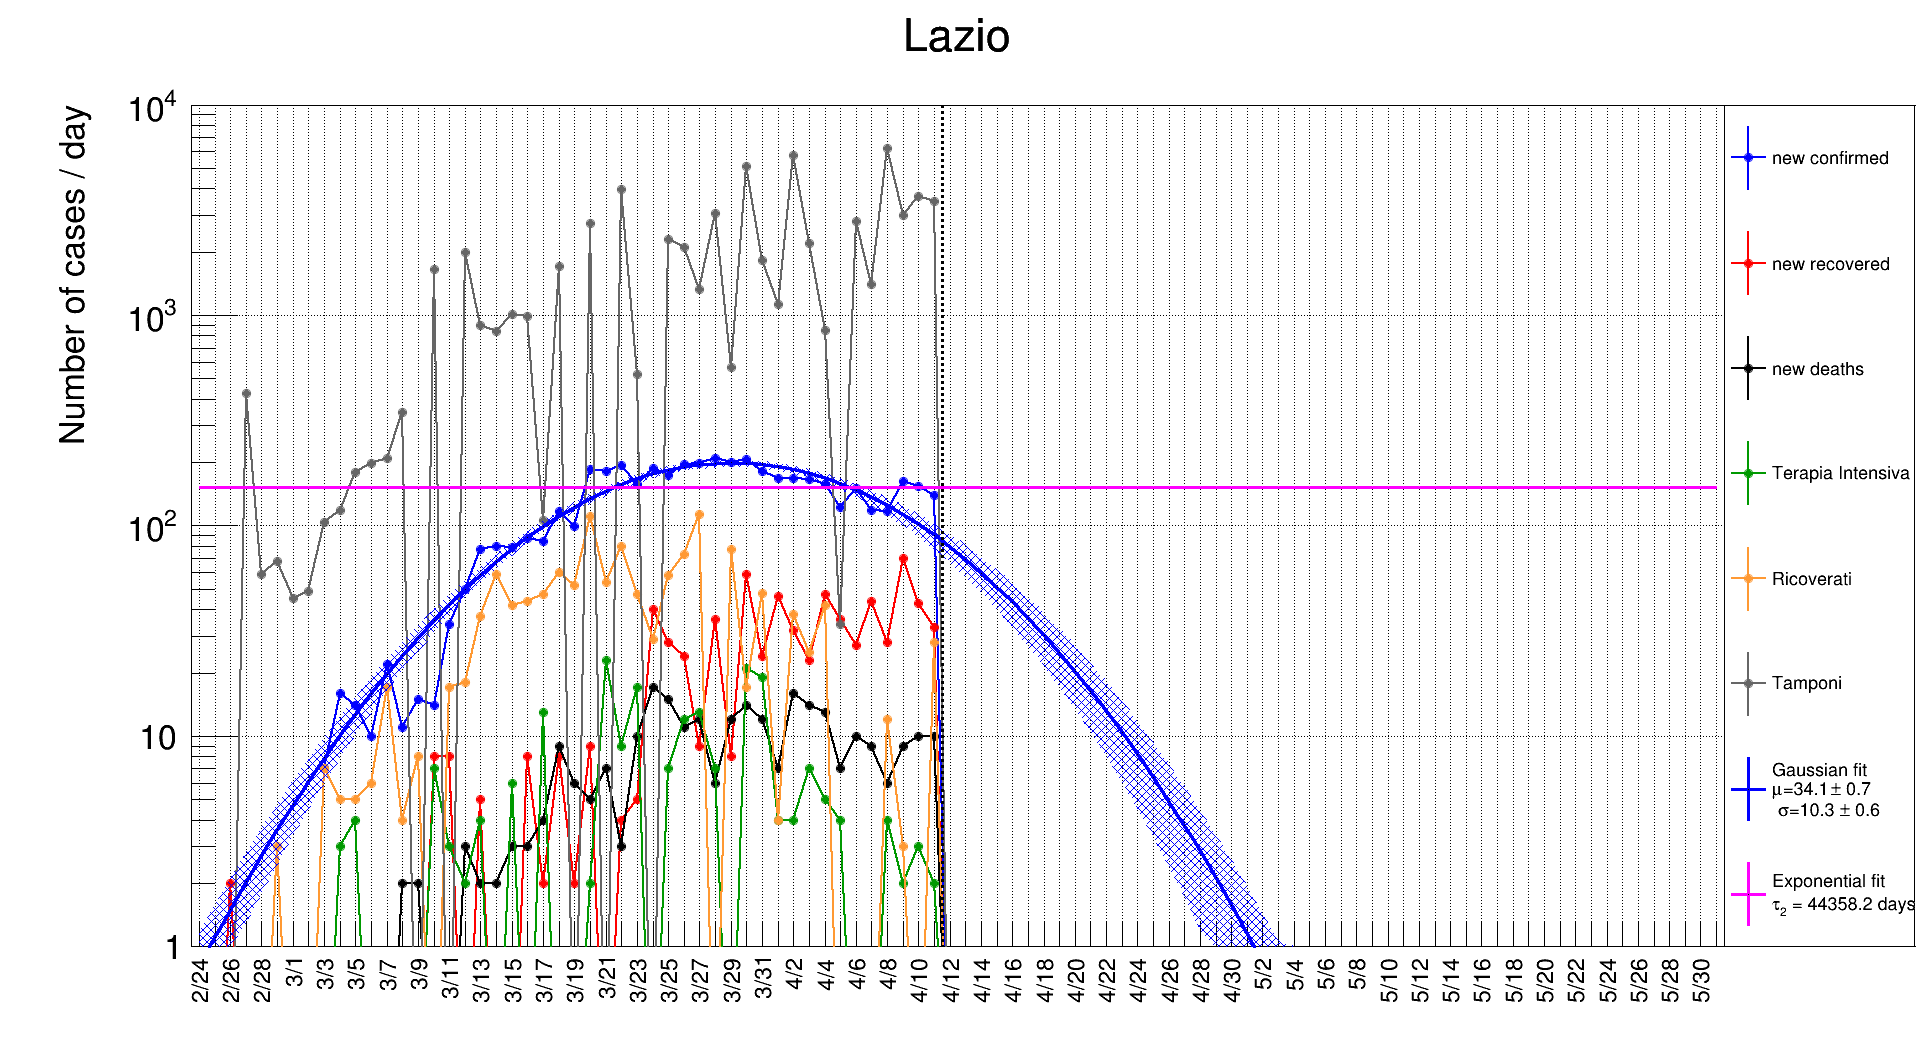 Lazio
Number of cases / day
10^4
10^3
10^2
10
1
2/24 2/26 2/28 3/1 3/3 3/5 3/7 3/9 3/11 3/13 3/15 3/17 3/19 3/21 3/23 3/25 3/27 3/29 3/31 4/2 4/4 4/6 4/8 4/10 4/12 4/14 4/16 4/18 4/20 4/22 4/24 4/26 4/28 4/30 5/2 5/4 5/6 5/8 5/10 5/12 5/14 5/16 5/18 5/20 5/22 5/24 5/26 5/28 5/30
new confirmed
new recovered
new deaths
Terapia Intensiva
Ricoverati
Tamponi
Gaussian fit
μ=34.1 ± 0.7
σ=10.3 ± 0.6
Exponential fit
τ₂ = 44358.2 days